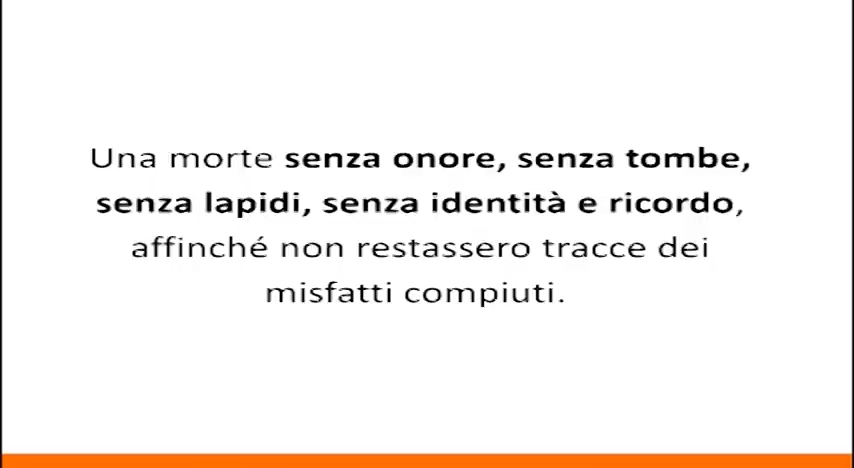 Una morte senza onore, senza tombe,
senza lapidi, senza identità e ricordo,
affinché non restassero tracce dei
misfatti compiuti.